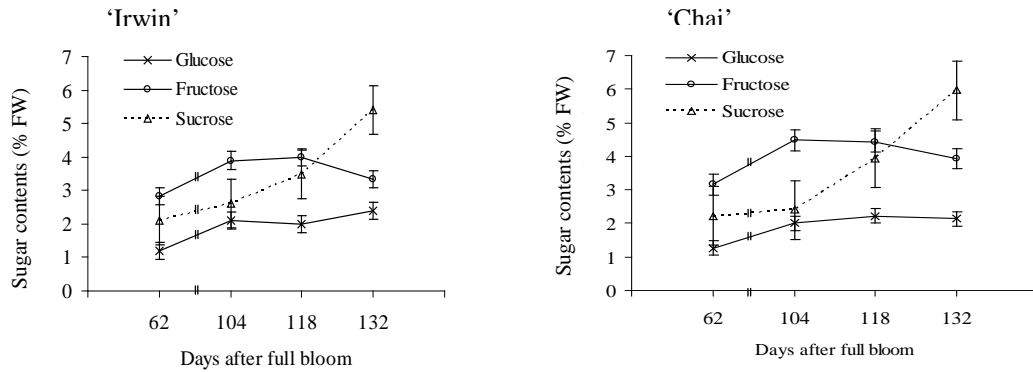 ‘Irwin’
7
6
5
4
3
2
1
0
Sugar contents (% FW)
Glucose
Fructose
Sucrose
62 104 118 132
Days after full bloom
‘Chai’
7
6
5
4
3
2
1
0
Sugar contents (% FW)
Glucose
Fructose
Sucrose
62 104 118 132
Days after full bloom